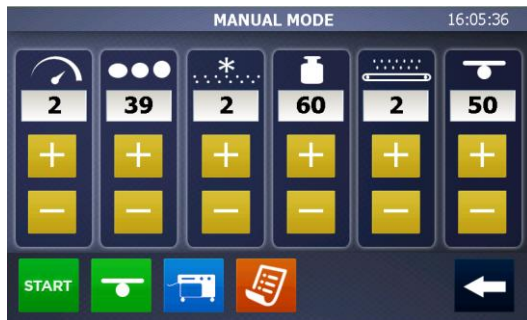 MANUAL MODE 16:05:36
2 39 2 60 2 50
+ + + + + +
- - - - - -
START